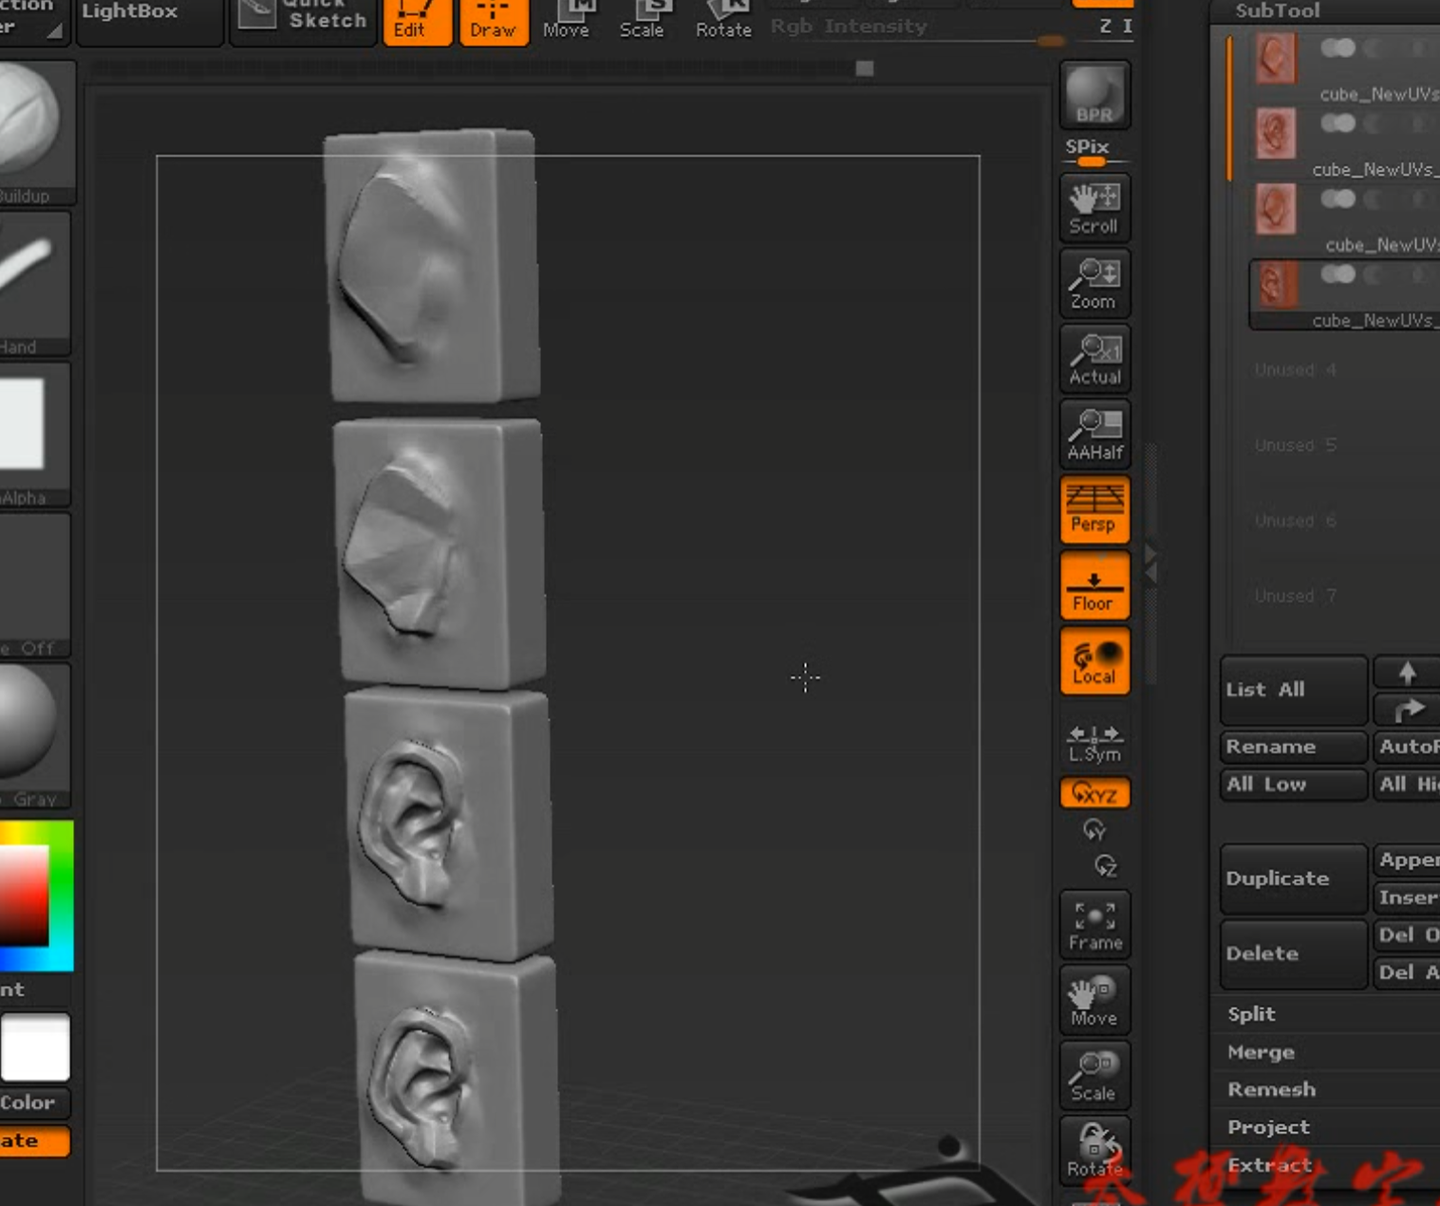 ction
er
LightBox
Quick
Sketch
Edit
Draw
Move
Scale
Rotate
Rgb Intensity
Z I
SubTool
Buildup
Hand
Alpha
e Off
Gray
nt
Color
ate
BPR
SPix
Scroll
Zoom
Actual
AAHalf
Persp
Floor
Local
L.Sym
XYZ
Y
Z
Frame
Move
Scale
Rotate
cube_NewUVs
cube_NewUVs_
cube_NewUVs
cube_NewUVs_
Unused 4
Unused 5
Unused 6
Unused 7
List All
Rename
AutoR
All Low
All Hi
Duplicate
Appen
Inser
Delete
Del O
Del A
Split
Merge
Remesh
Project
Extract
数字